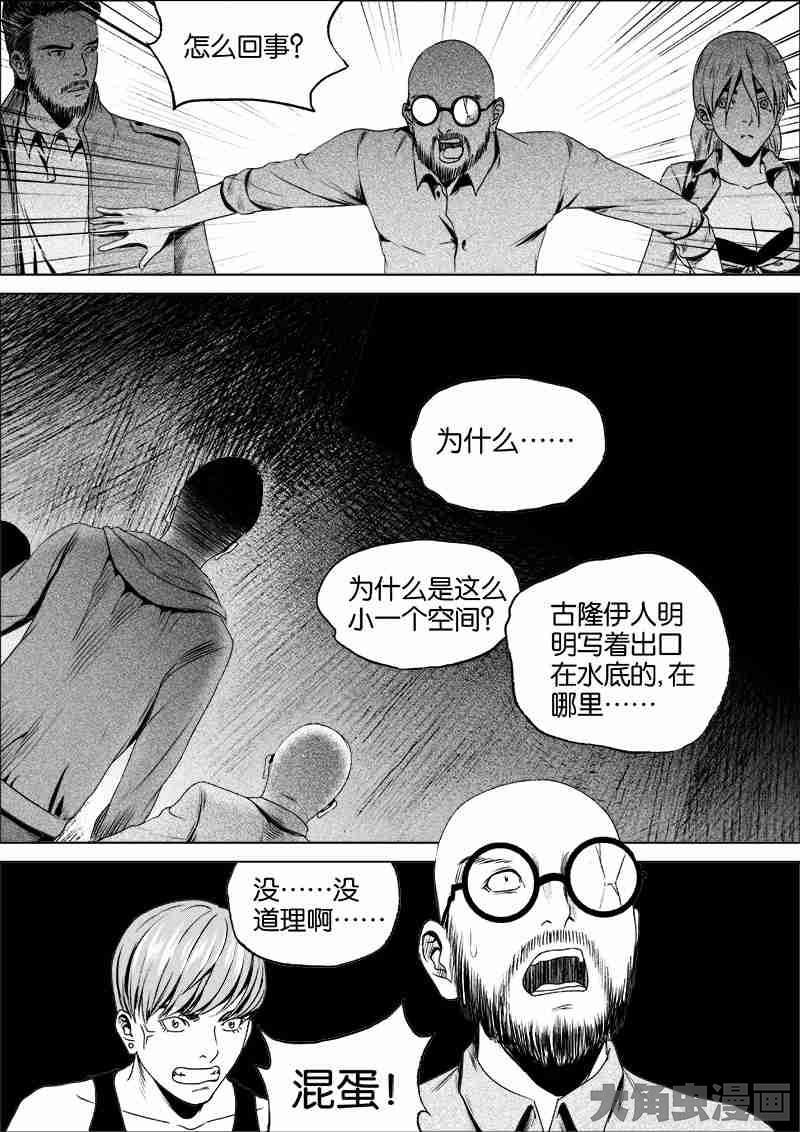 怎么回事？
为什么……
为什么是这么
小一个空间？
古隆伊人明
明写着出口
在水底的,在
哪里……
没……没
道理啊……
混蛋！
大角虫漫画